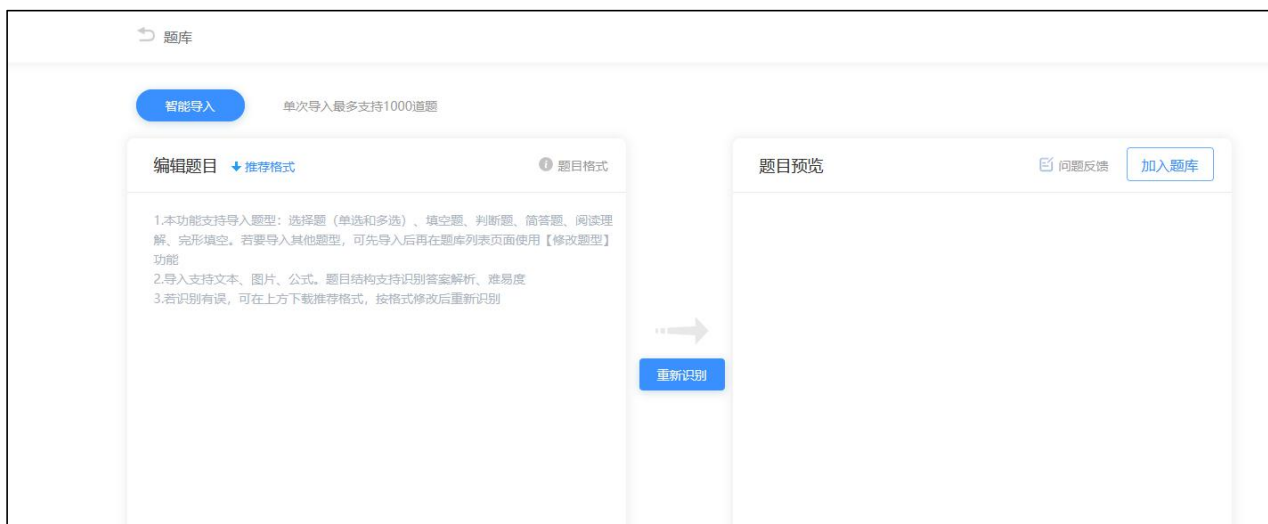 题库
智能导入
单次导入最多支持1000道题
编辑题目
推荐格式
题目格式
1.本功能支持导入题型：选择题（单选和多选）、填空题、判断题、简答题、阅读理
解、完形填空。若要导入其他题型，可先导入后再在题库列表页面使用【修改题型】
功能
2.导入支持文本、图片、公式。题目结构支持识别答案解析、难易度
3.若识别有误，可在上方下载推荐格式，按格式修改后重新识别
重新识别
题目预览
问题反馈
加入题库